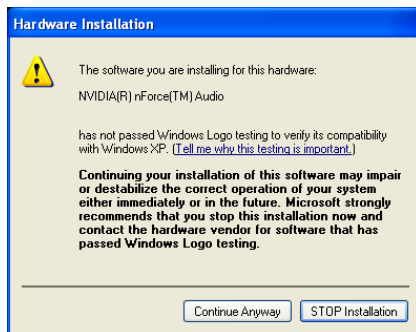 Hardware Installation
The software you are installing for this hardware:
NVIDIA(R) nForce(TM) Audio
has not passed Windows Logo testing to verify its compatibility
with Windows XP. (Tell me why this testing is important.)
Continuing your installation of this software may impair
or destabilize the correct operation of your system
either immediately or in the future. Microsoft strongly
recommends that you stop this installation now and
contact the hardware vendor for software that has
passed Windows Logo testing.
Continue Anyway STOP Installation